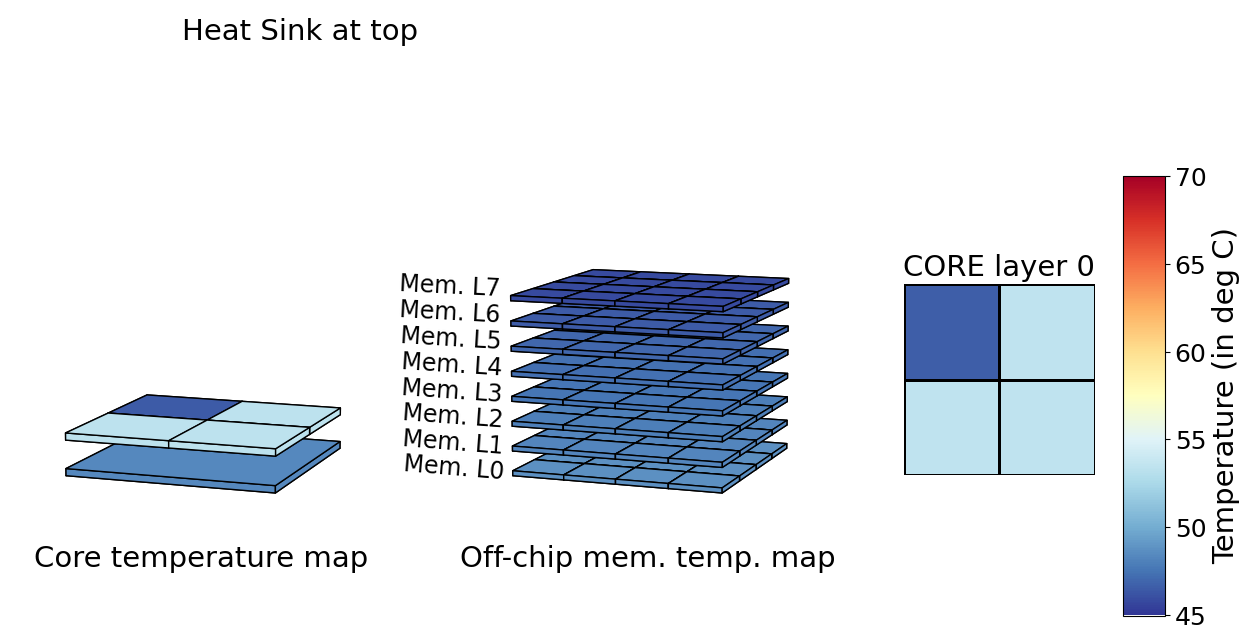 Heat Sink at top
Mem. L7
Mem. L6
Mem. L5
Mem. L4
Mem. L3
Mem. L2
Mem. L1
Mem. L0
Core temperature map
Off-chip mem. temp. map
CORE layer 0
70
65
60
55
50
45
Temperature (in deg C)